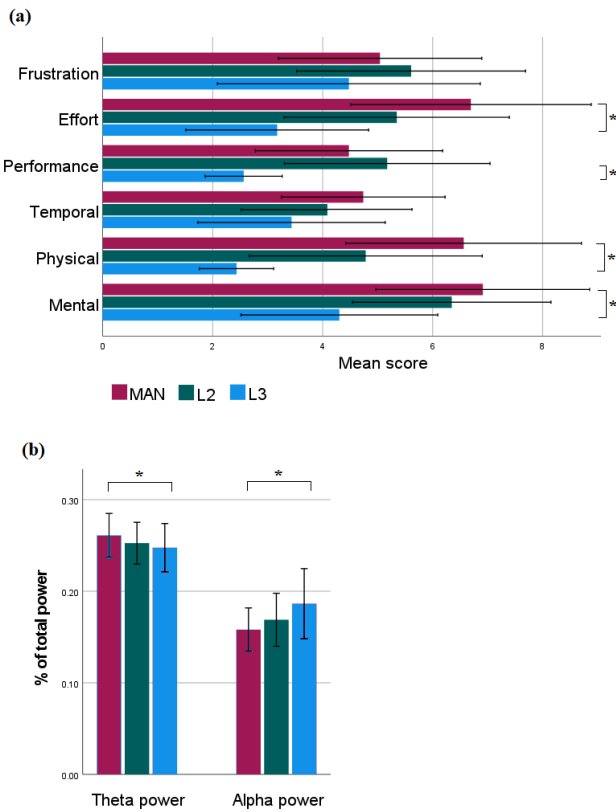 (a)
Frustration
Effort
*
Performance
*
Temporal
Physical
*
Mental
*
0 2 4 6 8
Mean score
MAN L2 L3
(b)
* *
0.30
0.20
0.10
0.00
% of total power
Theta power Alpha power